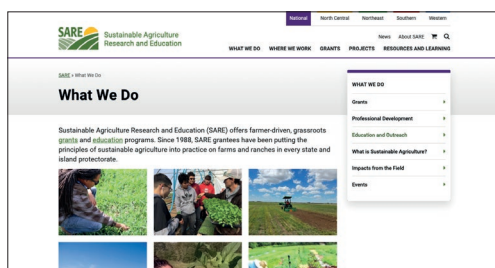 National North Central Northeast Southern Western
SARE
Sustainable Agriculture
Research and Education
News About SARE
WHAT WE DO WHERE WE WORK GRANTS PROJECTS RESOURCES AND LEARNING
SARE » What We Do
What We Do
Sustainable Agriculture Research and Education (SARE) offers farmer-driven, grassroots
grants and education programs. Since 1988, SARE grantees have been putting the
principles of sustainable agriculture into practice on farms and ranches in every state and
island protectorate.
WHAT WE DO
Grants
Professional Development
Education and Outreach
What is Sustainable Agriculture?
Impacts from the Field
Events